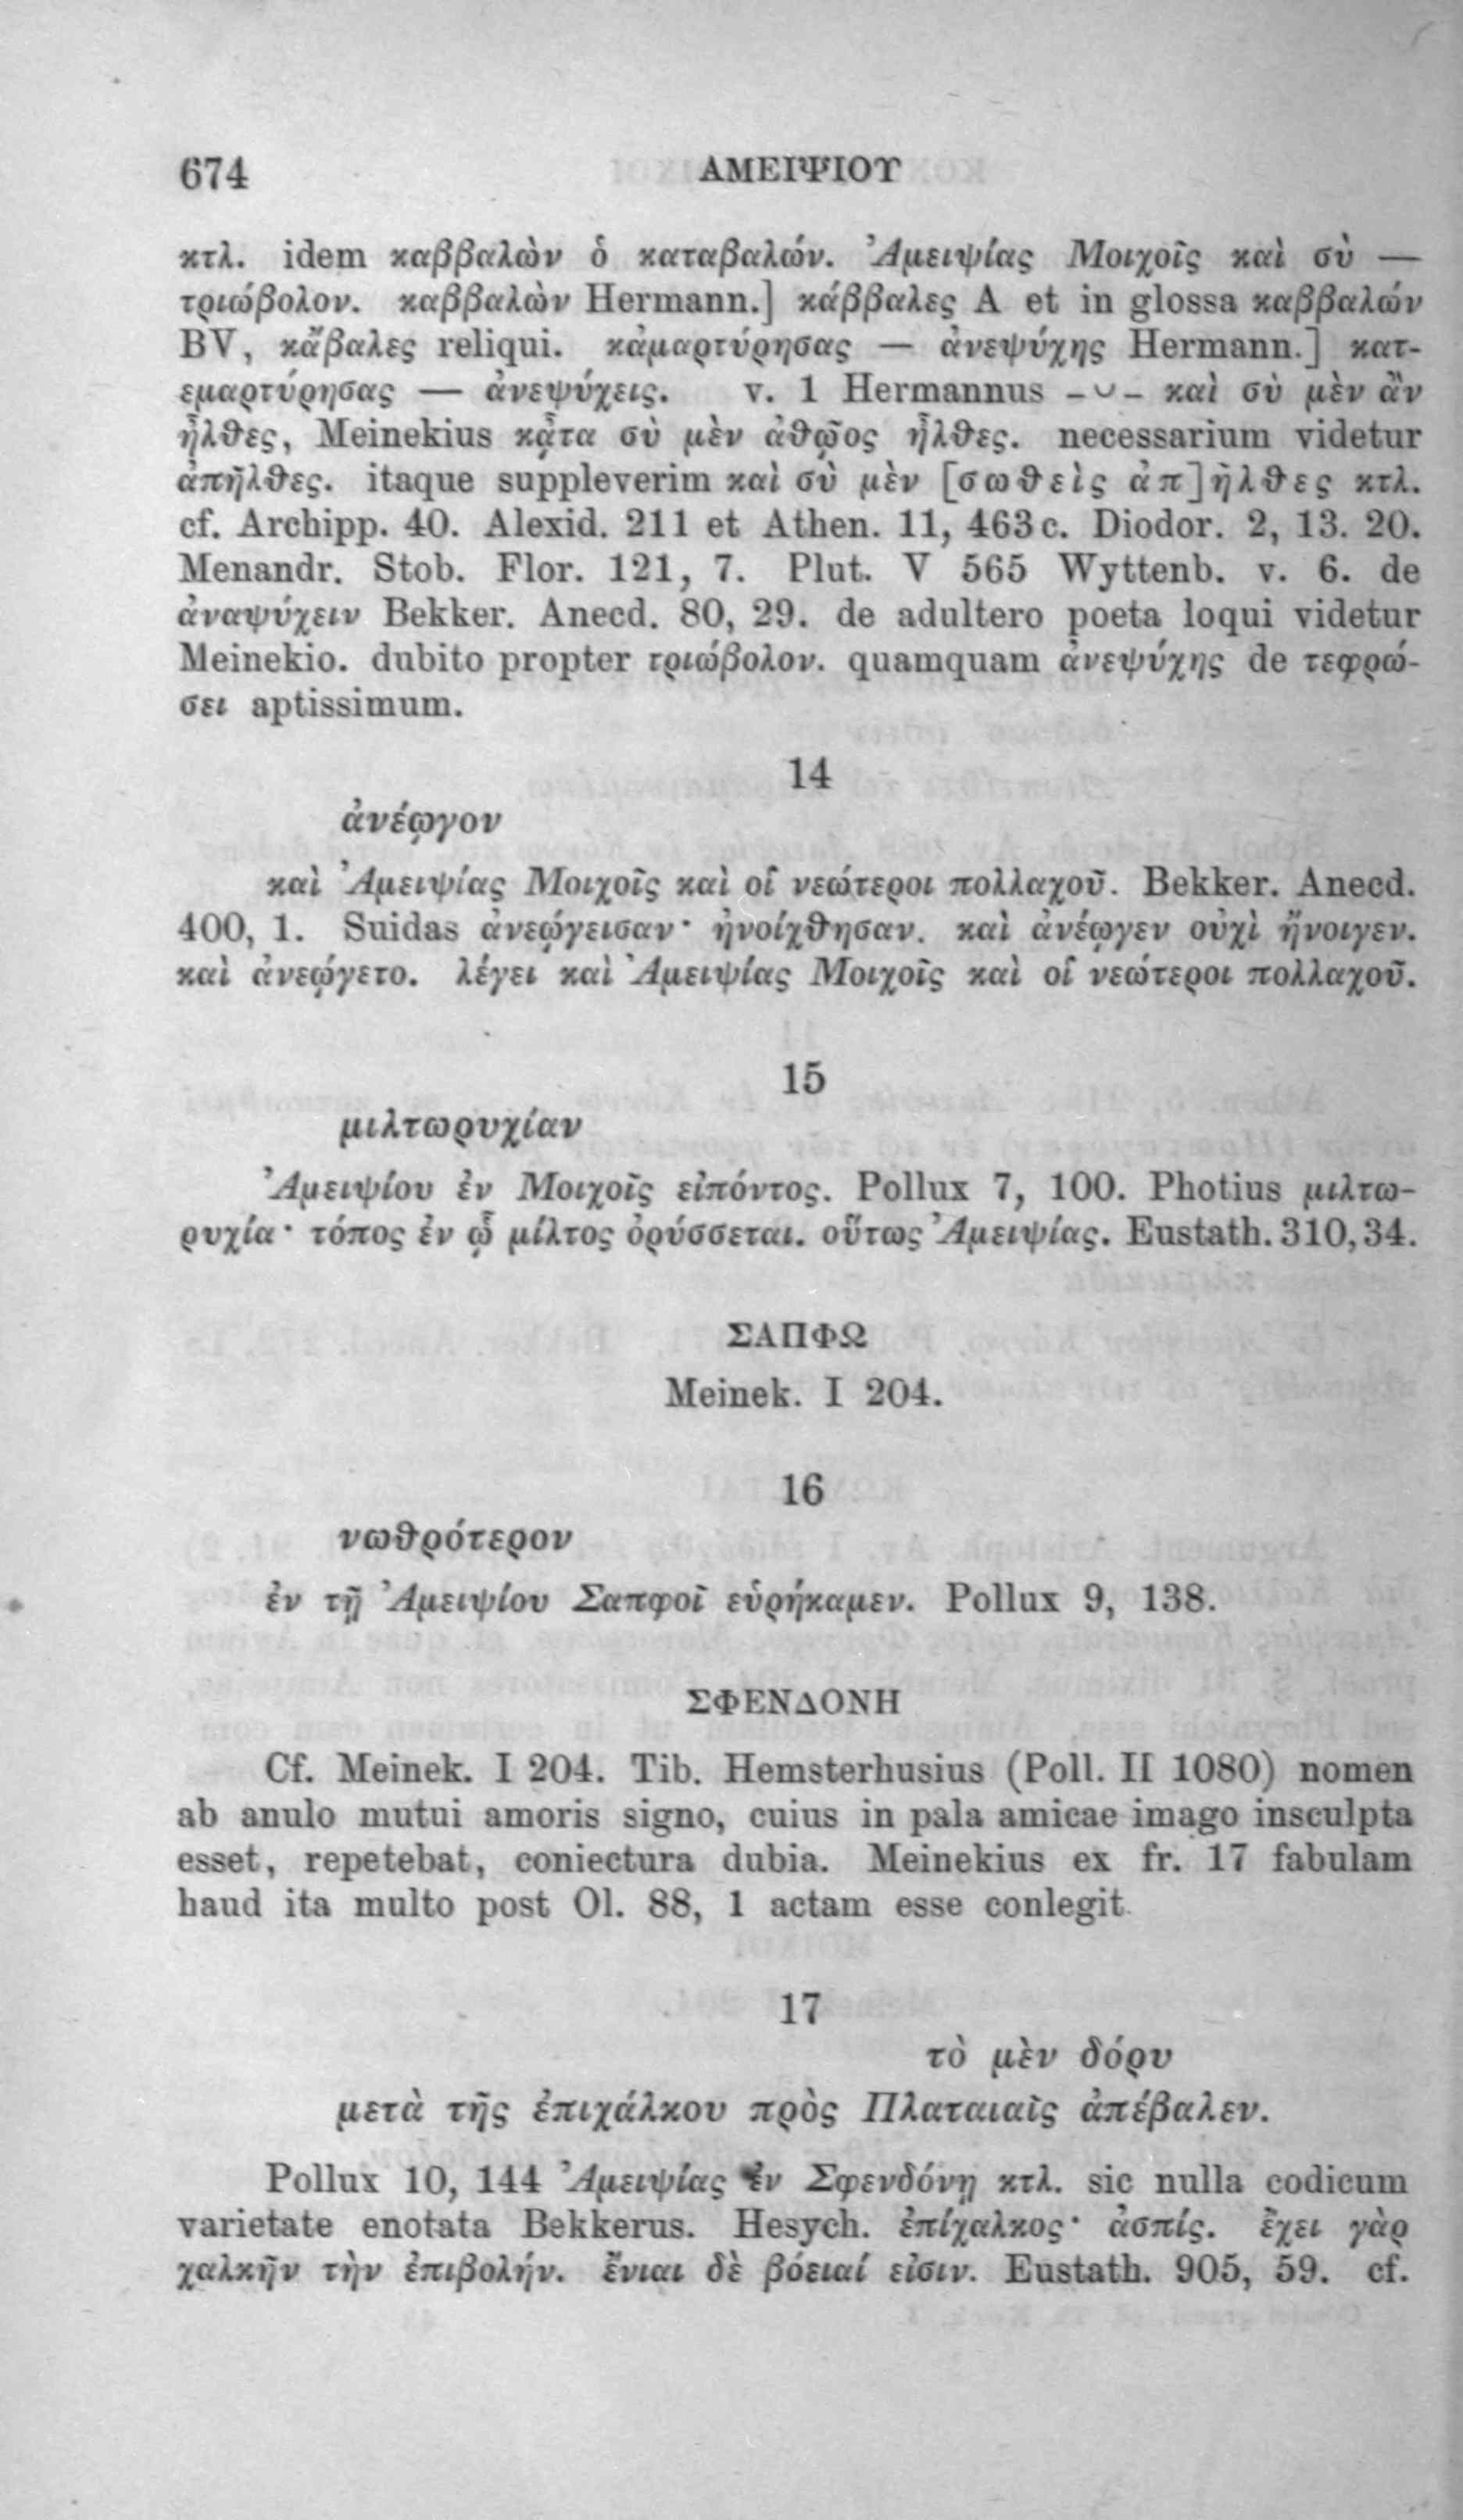 674 ΑΜΕΙΨΙΟΥ
κτλ. idem καββαλὼν ὁ καταβαλών. Ἀμειψίας Μοιχοῖς καὶ σὺ —
τριώβολον. καββαλὼν Hermann.] κάββαλες A et in glossa καββαλών
BV, κἄβαλες reliqui. κἀμαρτύρησας — ἀνεψύχης Hermann.] κατ-
εμαρτύρησας — ἀνεψύχεις. v. 1 Hermannus -⏑- καὶ σὺ μὲν ἂν
ἦλθες, Meinekius κᾆτα σὺ μὲν ἀθῷος ἦλθες. necessarium videtur
ἀπῆλθες. itaque suppleverim καὶ σὺ μὲν [σωθεὶς ἀπ]ῆλθες κτλ.
cf. Archipp. 40. Alexid. 211 et Athen. 11, 463c. Diodor. 2, 13. 20.
Menandr. Stob. Flor. 121, 7. Plut. V 565 Wyttenb. v. 6. de
ἀναψύχειν Bekker. Anecd. 80, 29. de adultero poeta loqui videtur
Meinekio. dubito propter τριώβολον. quamquam ἀνεψύχης de τεφρώ-
σει aptissimum.
14
ἀνέῳγον
καὶ Ἀμειψίας Μοιχοῖς καὶ οἱ νεώτεροι πολλαχοῦ. Bekker. Anecd.
400, 1. Suidas ἀνεῴγεισαν· ἠνοίχθησαν. καὶ ἀνέῳγεν οὐχὶ ἤνοιγεν.
καὶ ἀνεῴγετο. λέγει καὶ Ἀμειψίας Μοιχοῖς καὶ οἱ νεώτεροι πολλαχοῦ.
15
μιλτωρυχίαν
Ἀμειψίου ἐν Μοιχοῖς εἰπόντος. Pollux 7, 100. Photius μιλτω-
ρυχία· τόπος ἐν ᾧ μίλτος ὀρύσσεται. οὕτως Ἀμειψίας. Eustath. 310,34.
ΣΑΠΦΩ
Meinek. I 204.
16
νωθρότερον
ἐν τῇ Ἀμειψίου Σαπφοῖ εὑρήκαμεν. Pollux 9, 138.
ΣΦΕΝΔΟΝΗ
Cf. Meinek. I 204. Tib. Hemsterhusius (Poll. II 1080) nomen
ab anulo mutui amoris signo, cuius in pala amicae imago insculpta
esset, repetebat, coniectura dubia. Meinekius ex fr. 17 fabulam
haud ita multo post Ol. 88, 1 actam esse conlegit.
17
τὸ μὲν δόρυ
μετὰ τῆς ἐπιχάλκου πρὸς Πλαταιαῖς ἀπέβαλεν.
Pollux 10, 144 Ἀμειψίας ἐν Σφενδόνῃ κτλ. sic nulla codicum
varietate enotata Bekkerus. Hesych. ἐπίχαλκος· ἀσπίς. ἔχει γὰρ
χαλκῆν τὴν ἐπιβολήν. ἔνιαι δὲ βόειαί εἰσιν. Eustath. 905, 59. cf.